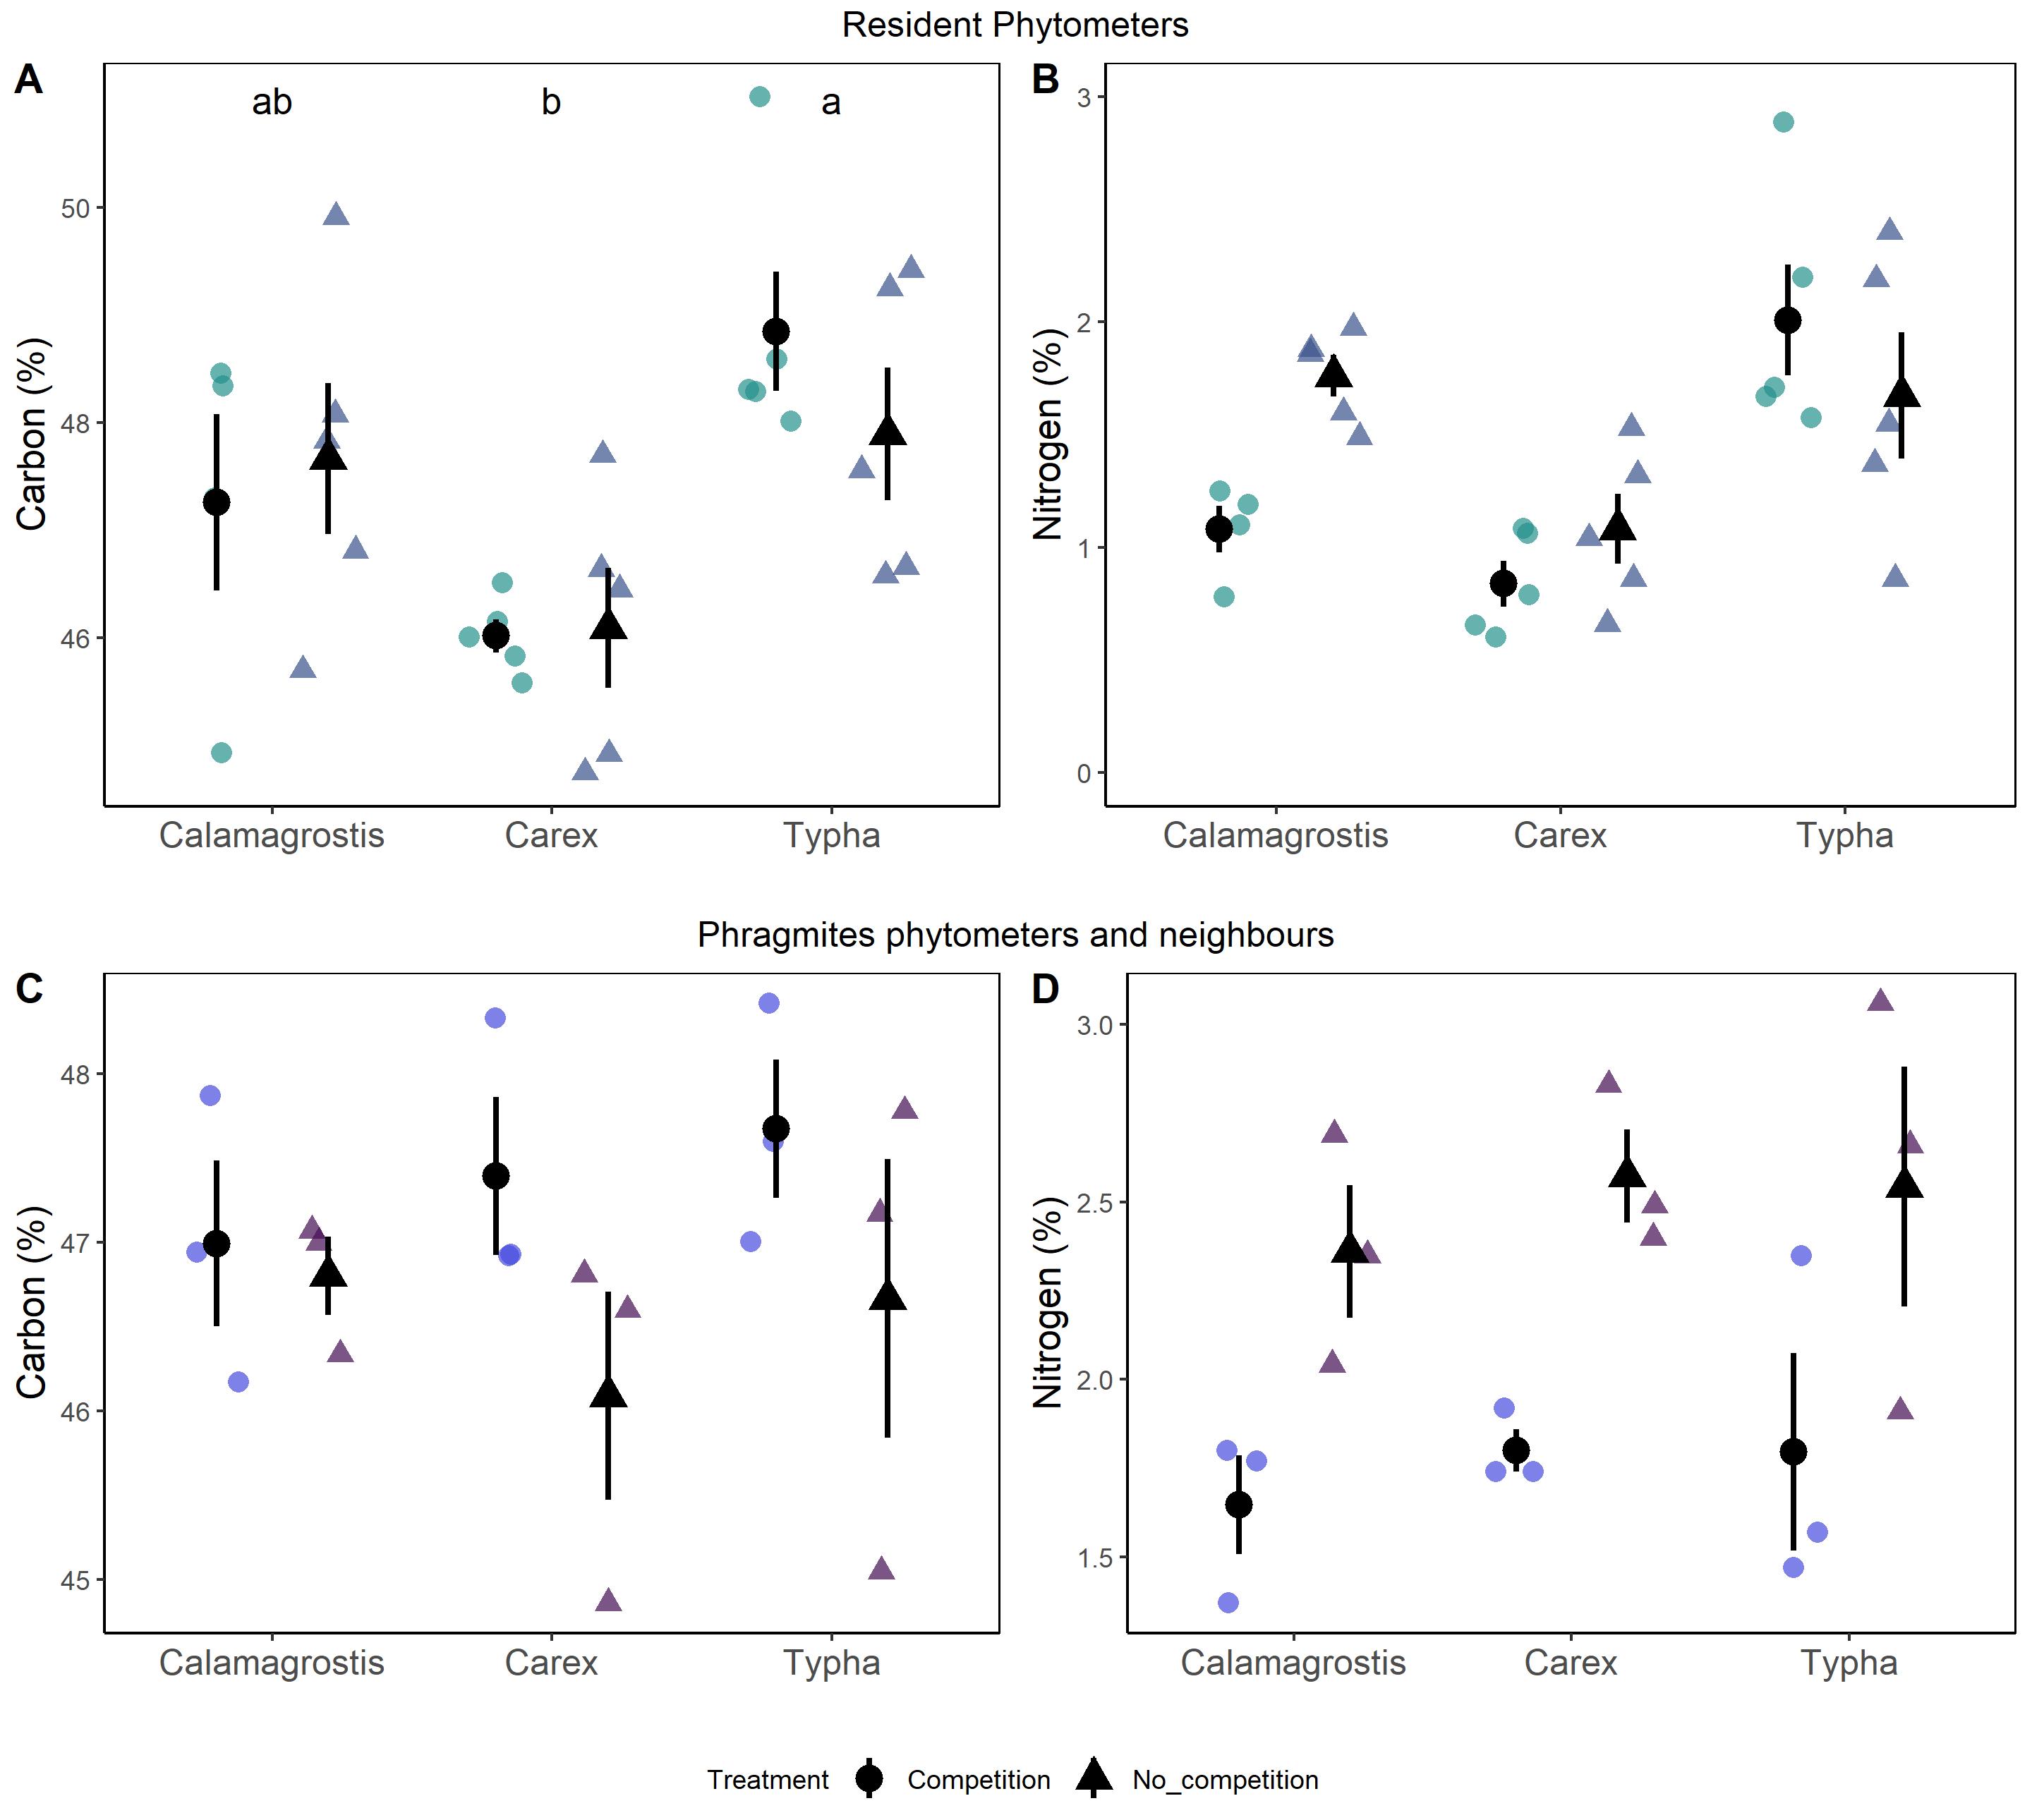 Resident Phytometers
A
B
ab
b
a
Carbon (%)
50
48
46
Calamagrostis
Carex
Typha
Nitrogen (%)
3
2
1
0
Calamagrostis
Carex
Typha
Phragmites phytometers and neighbours
C
D
Carbon (%)
48
47
46
45
Calamagrostis
Carex
Typha
Nitrogen (%)
3.0
2.5
2.0
1.5
Calamagrostis
Carex
Typha
Treatment Competition No_competition